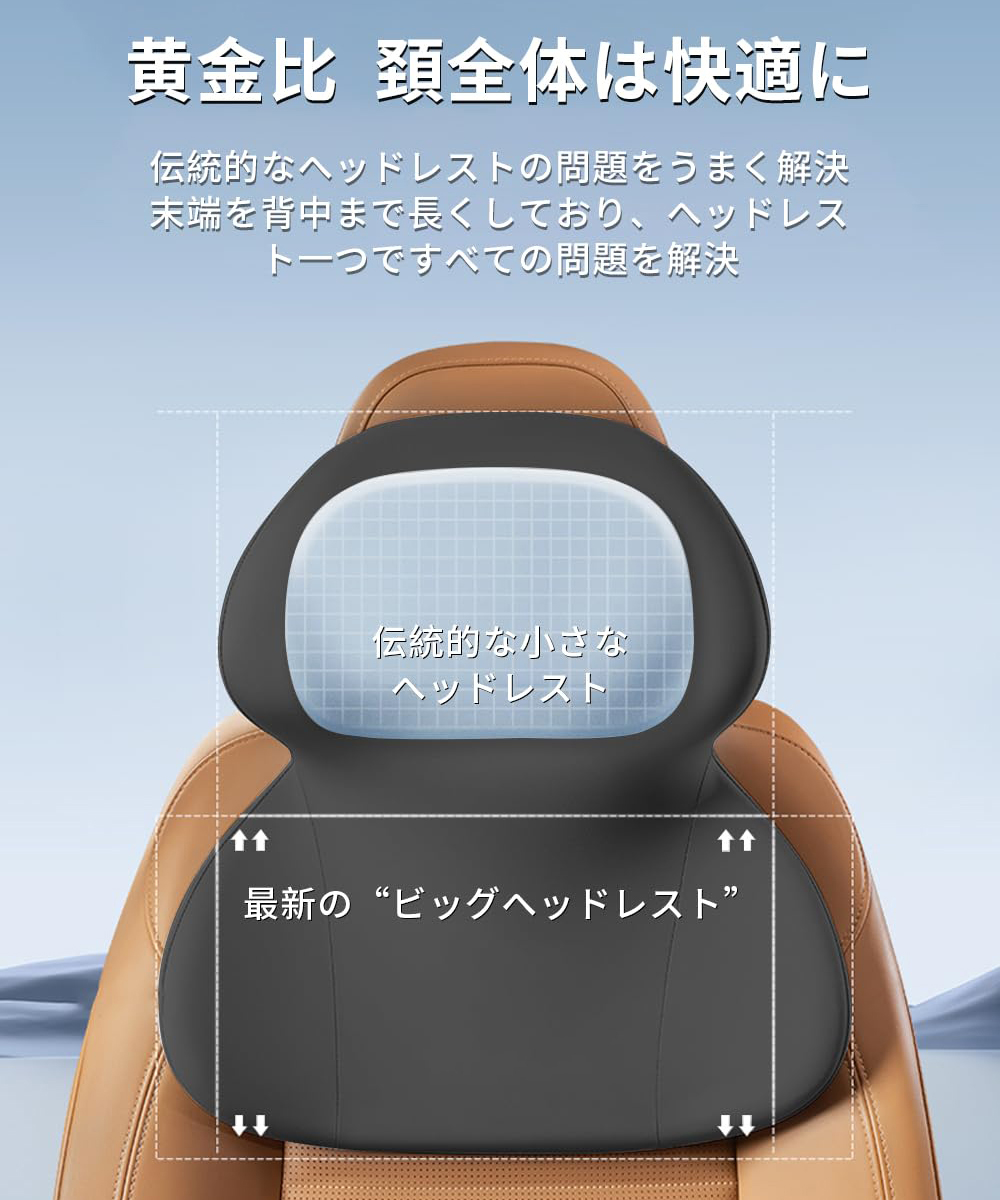 黄金比 頚全体は快適に
伝統的なヘッドレストの問題をうまく解決
末端を背中まで長くしており、ヘッドレス
ト一つですべての問題を解決
伝統的な小さな
ヘッドレスト
最新の“ビッグヘッドレスト”